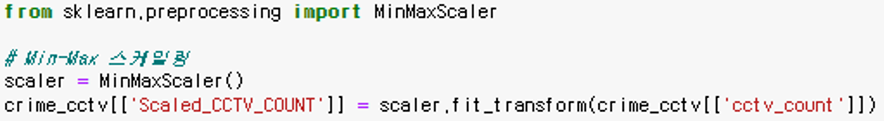 from sklearn.preprocessing import MinMaxScaler
# Min-Max 스케일링
scaler = MinMaxScaler()
crime_cctv[['Scaled_CCTV_COUNT']] = scaler.fit_transform(crime_cctv[['cctv_count']])